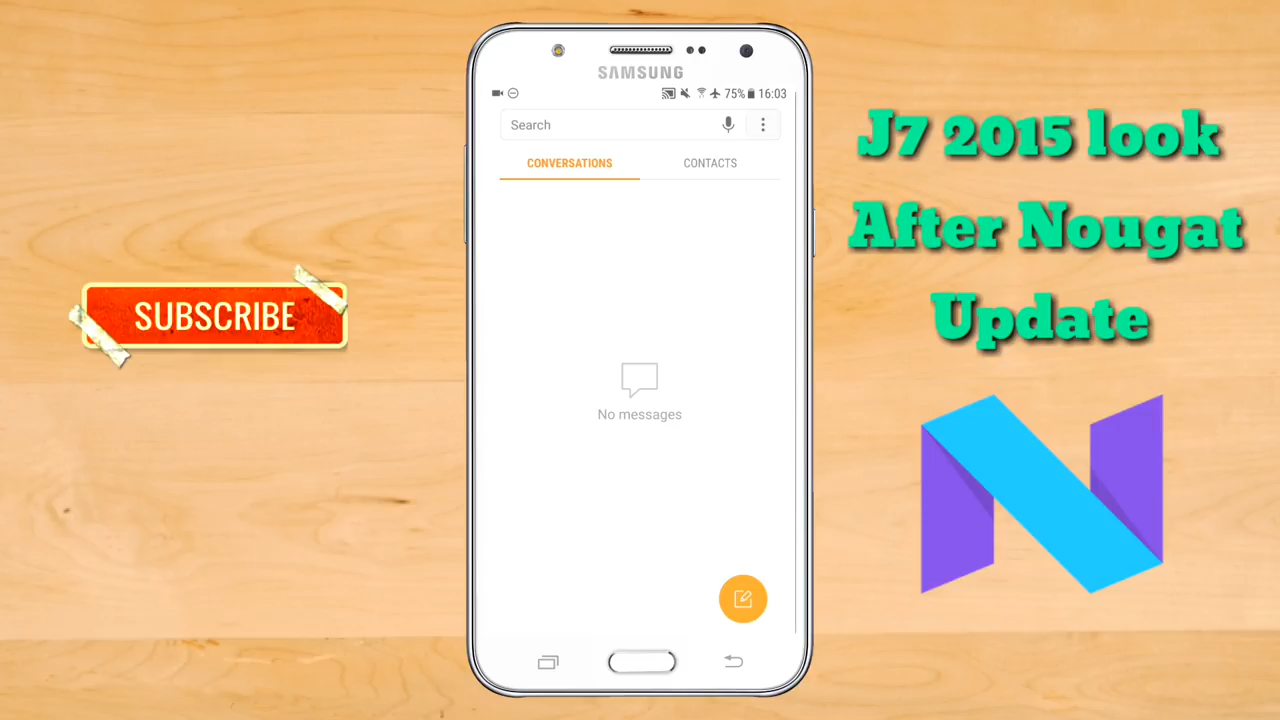 SAMSUNG
75% 16:03
Search
CONVERSATIONS CONTACTS
No messages
SUBSCRIBE
J7 2015 look
After Nougat
Update